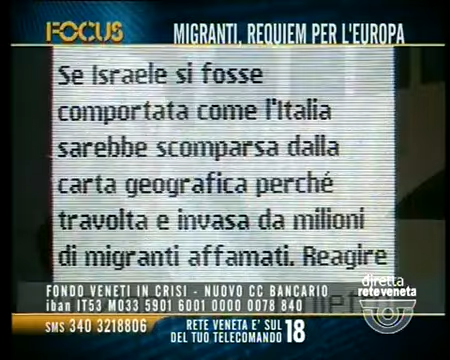 FOCUS
MIGRANTI, REQUIEM PER L'EUROPA
Se Israele si fosse
comportata come l'Italia
sarebbe scomparsa dalla
carta geografica perché
travolta e invasa da milioni
di migranti affamati. Reagire
FONDO VENETI IN CRISI - NUOVO CC BANCARIO
iban IT53 M033 5901 6001 0000 0078 840
diretta
reteveneta
SMS 340 3218806
RETE VENETA E' SUL
DEL TUO TELECOMANDO 18